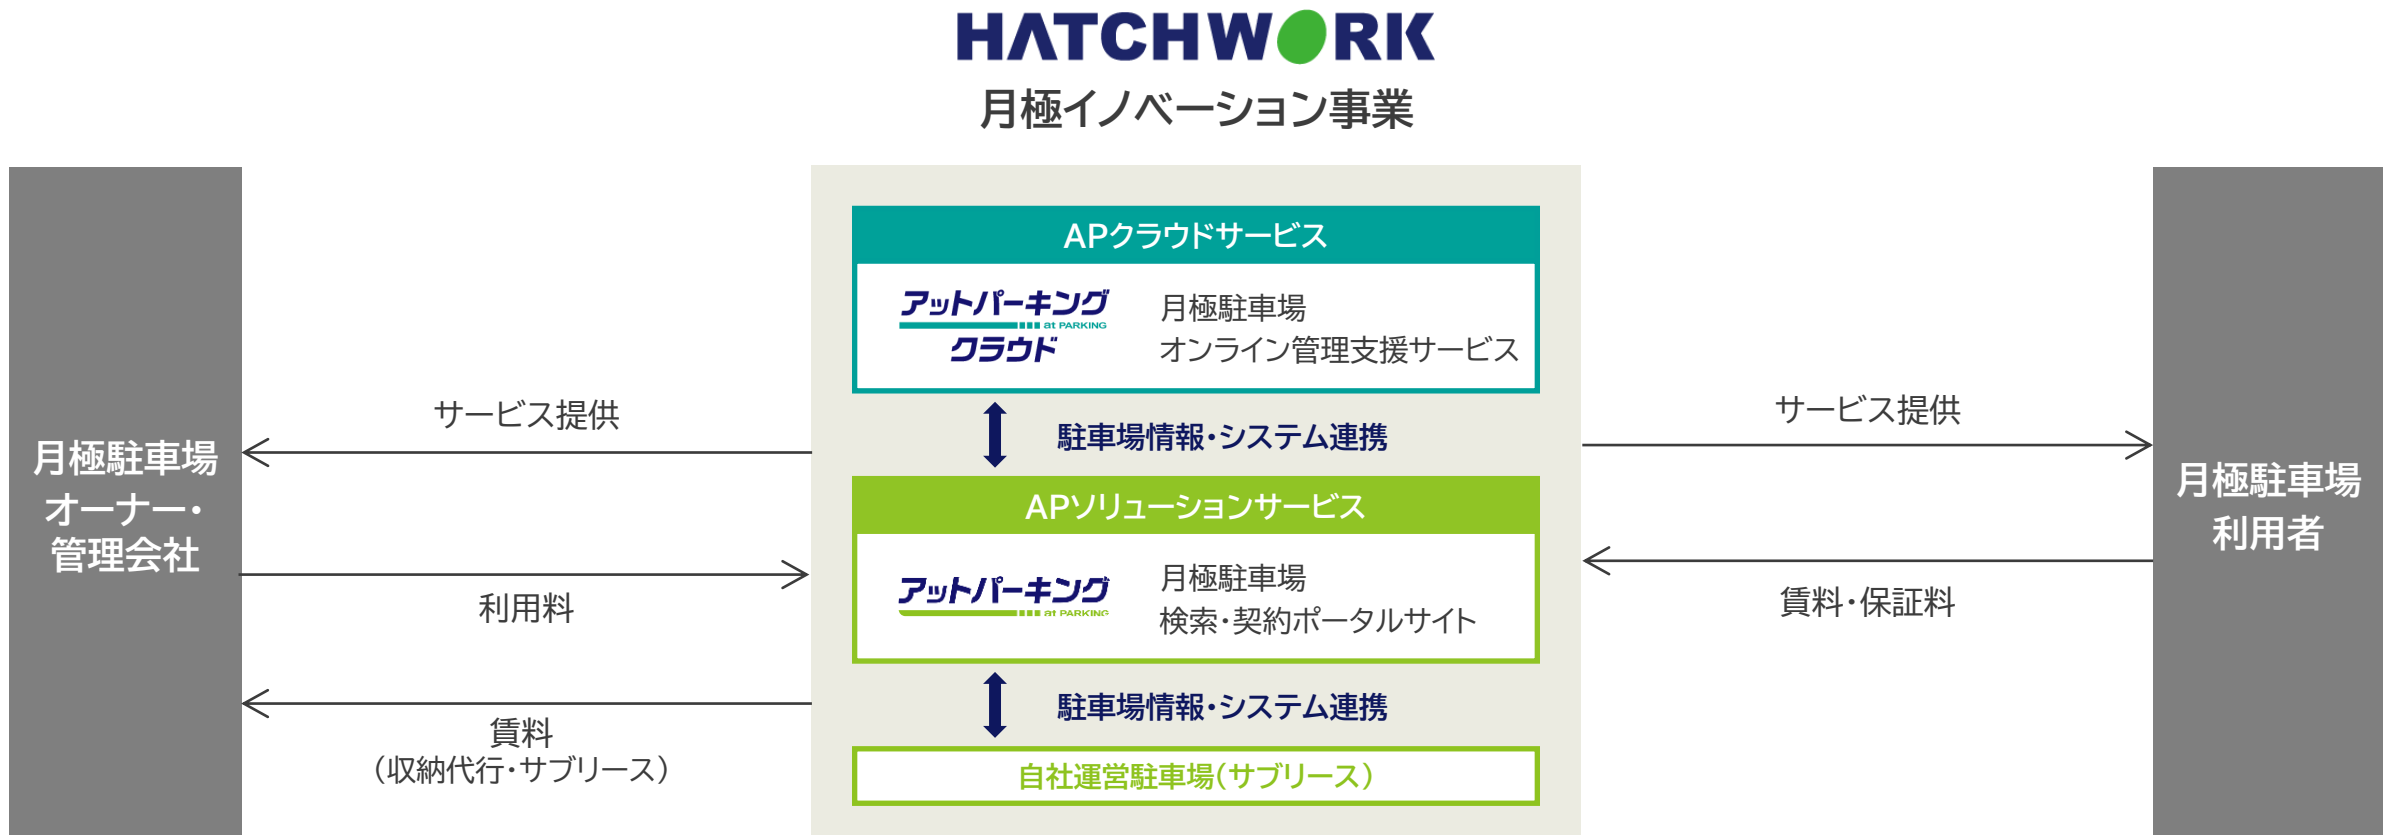 HATCHWORK
月極イノベーション事業
月極駐車場
オーナー・
管理会社
サービス提供
利用料
賃料
（収納代行・サブリース）
APクラウドサービス
アットパーキング
at PARKING
クラウド
月極駐車場
オンライン管理支援サービス
駐車場情報・システム連携
APソリューションサービス
アットパーキング
at PARKING
月極駐車場
検索・契約ポータルサイト
駐車場情報・システム連携
自社運営駐車場（サブリース）
サービス提供
賃料・保証料
月極駐車場
利用者